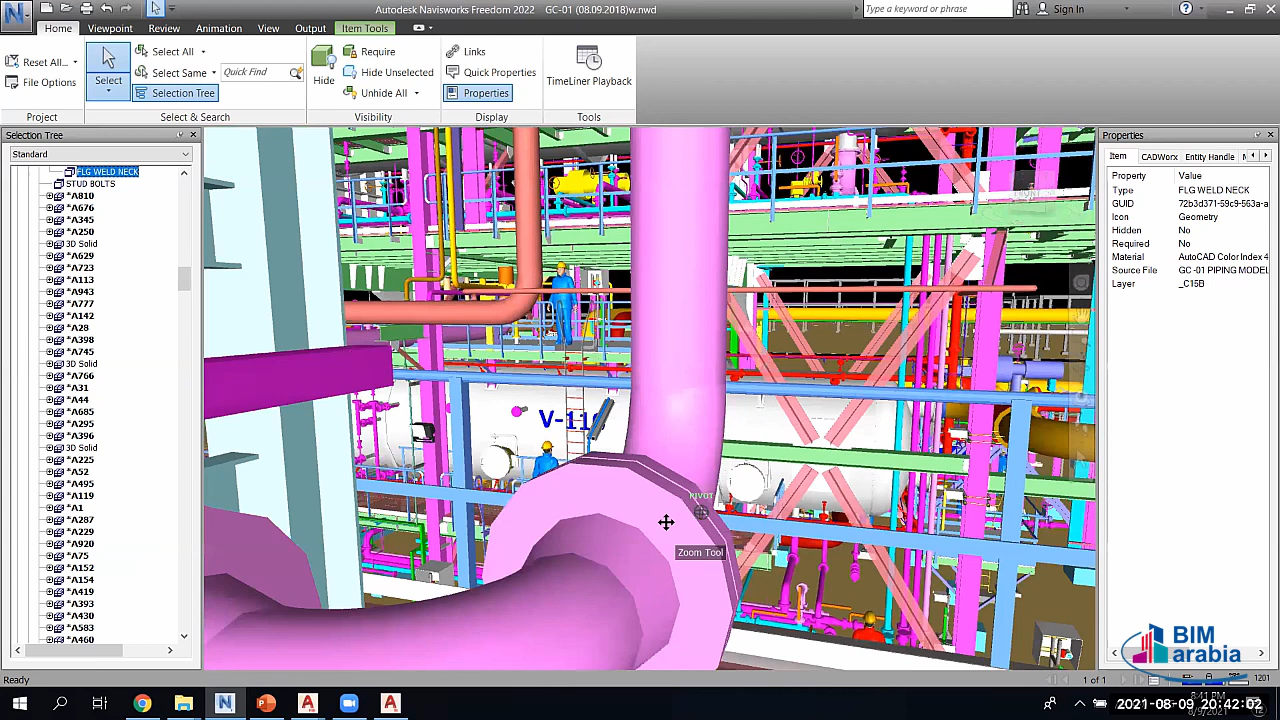 Autodesk Navisworks Freedom 2022 GC-01 (08.09.2018)w.nwd
Type a keyword or phrase
Sign In
Home Viewpoint Review Animation View Output Item Tools
Reset All...
File Options
Project
Select
Select All
Select Same
Selection Tree
Quick Find
Select & Search
Hide
Require
Hide Unselected
Unhide All
Visibility
Links
Quick Properties
Properties
Display
TimeLiner Playback
Tools
Selection Tree
Standard
FLG WELD NECK
STUD BOLTS
*A810
*A676
*A345
*A250
3D Solid
*A629
*A723
*A113
*A943
*A777
*A142
*A28
*A398
*A745
3D Solid
*A766
*A31
*A44
*A685
*A295
*A396
3D Solid
*A225
*A52
*A495
*A119
*A1
*A287
*A229
*A920
*A75
*A152
*A154
*A419
*A393
*A430
*A583
*A460
PIVOT
Zoom Tool
Properties
Item CADWorx Entity Handle
Property Value
Type FLG WELD NECK
GUID 72b3d371-59c9-563a-a
Icon Geometry
Hidden No
Required No
Material AutoCAD Color Index 4
Source File GC-01 PIPING MODEL
Layer _C15B
BIM
arabia
Ready
1 of 1
1201
2021-08-09 20:42:02